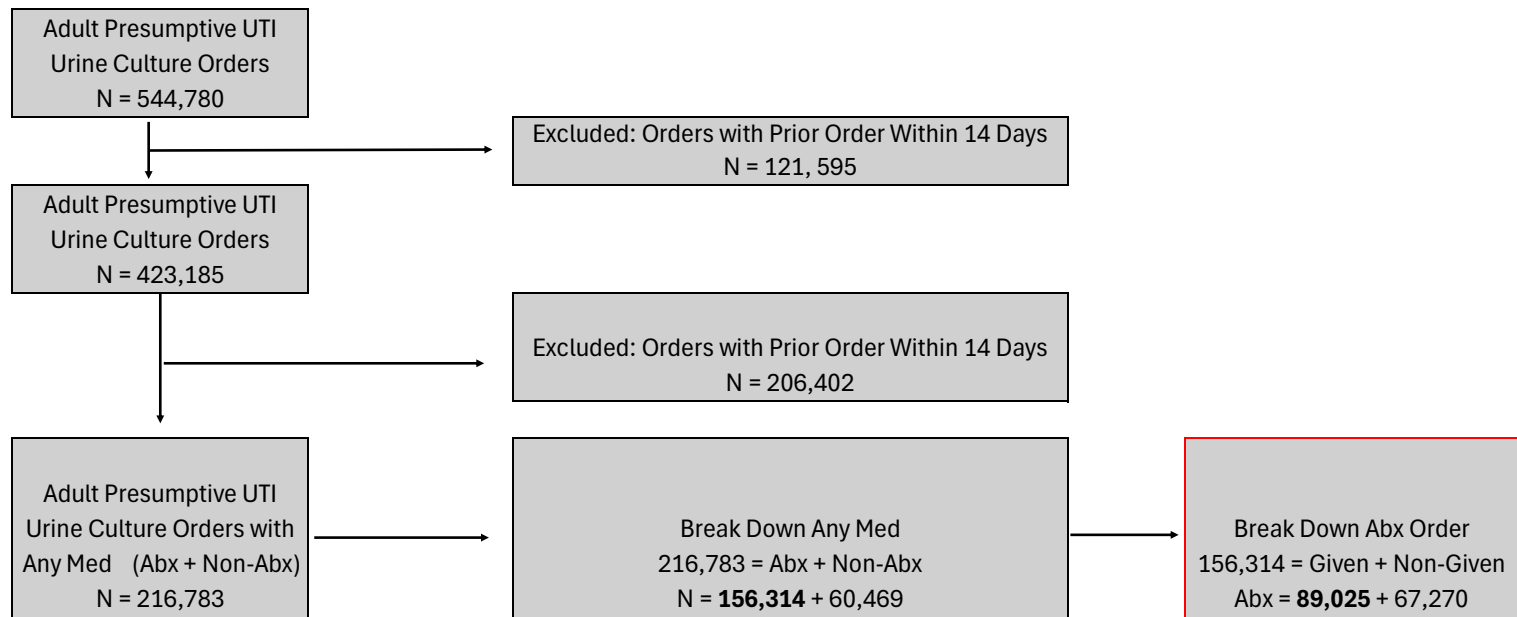 Adult Presumptive UTI
Urine Culture Orders
N = 544,780
Excluded: Orders with Prior Order Within 14 Days
N = 121, 595
Adult Presumptive UTI
Urine Culture Orders
N = 423,185
Excluded: Orders with Prior Order Within 14 Days
N = 206,402
Adult Presumptive UTI
Urine Culture Orders with
Any Med (Abx + Non-Abx)
N = 216,783
Break Down Any Med
216,783 = Abx + Non-Abx
N = 156,314 + 60,469
Break Down Abx Order
156,314 = Given + Non-Given
Abx = 89,025 + 67,270